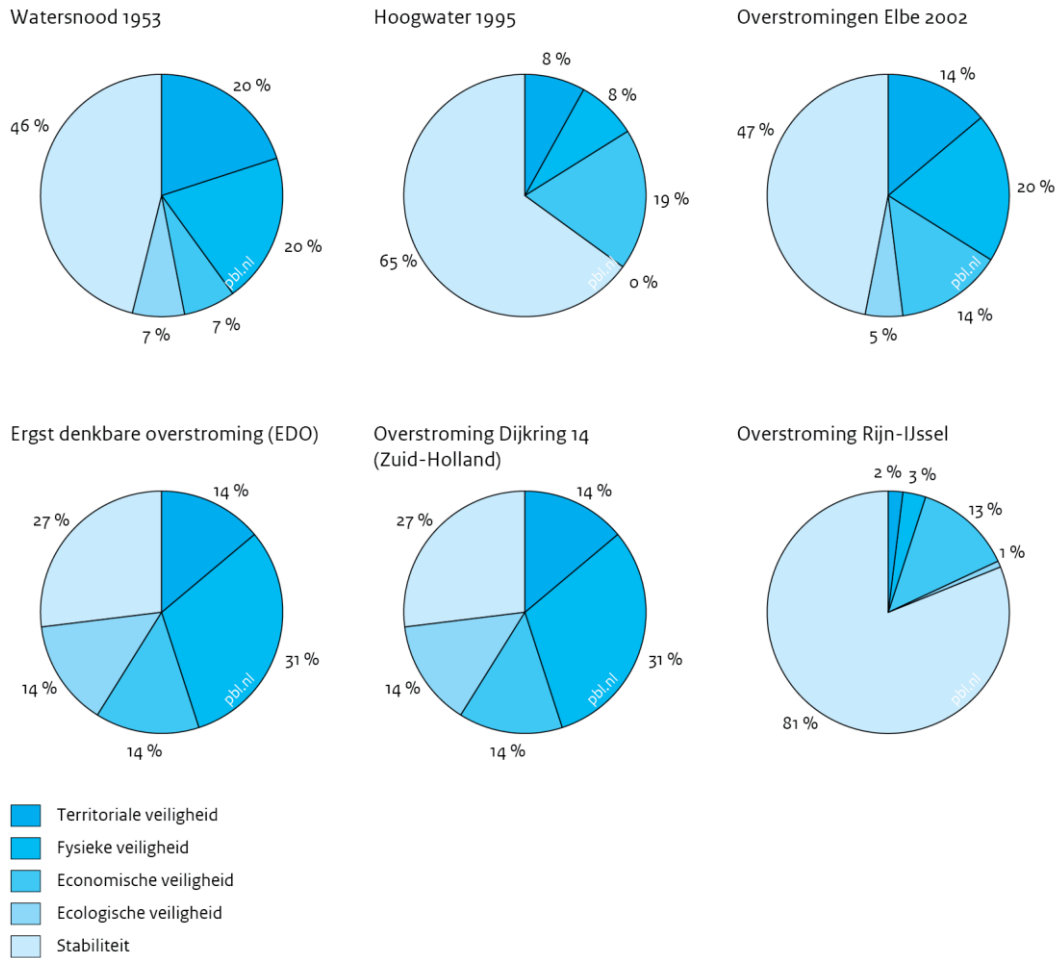 Watersnood 1953
20 %
20 %
7 %
7 %
46 %
pbl.nl
Hoogwater 1995
8 %
8 %
19 %
0 %
65 %
pbl.nl
Overstromingen Elbe 2002
14 %
20 %
14 %
5 %
47 %
pbl.nl
Ergst denkbare overstroming (EDO)
14 %
31 %
14 %
14 %
27 %
pbl.nl
Overstroming Dijkring 14
(Zuid-Holland)
14 %
31 %
14 %
14 %
27 %
pbl.nl
Overstroming Rijn-IJssel
2 %
3 %
13 %
1 %
81 %
pbl.nl
Territoriale veiligheid
Fysieke veiligheid
Economische veiligheid
Ecologische veiligheid
Stabiliteit